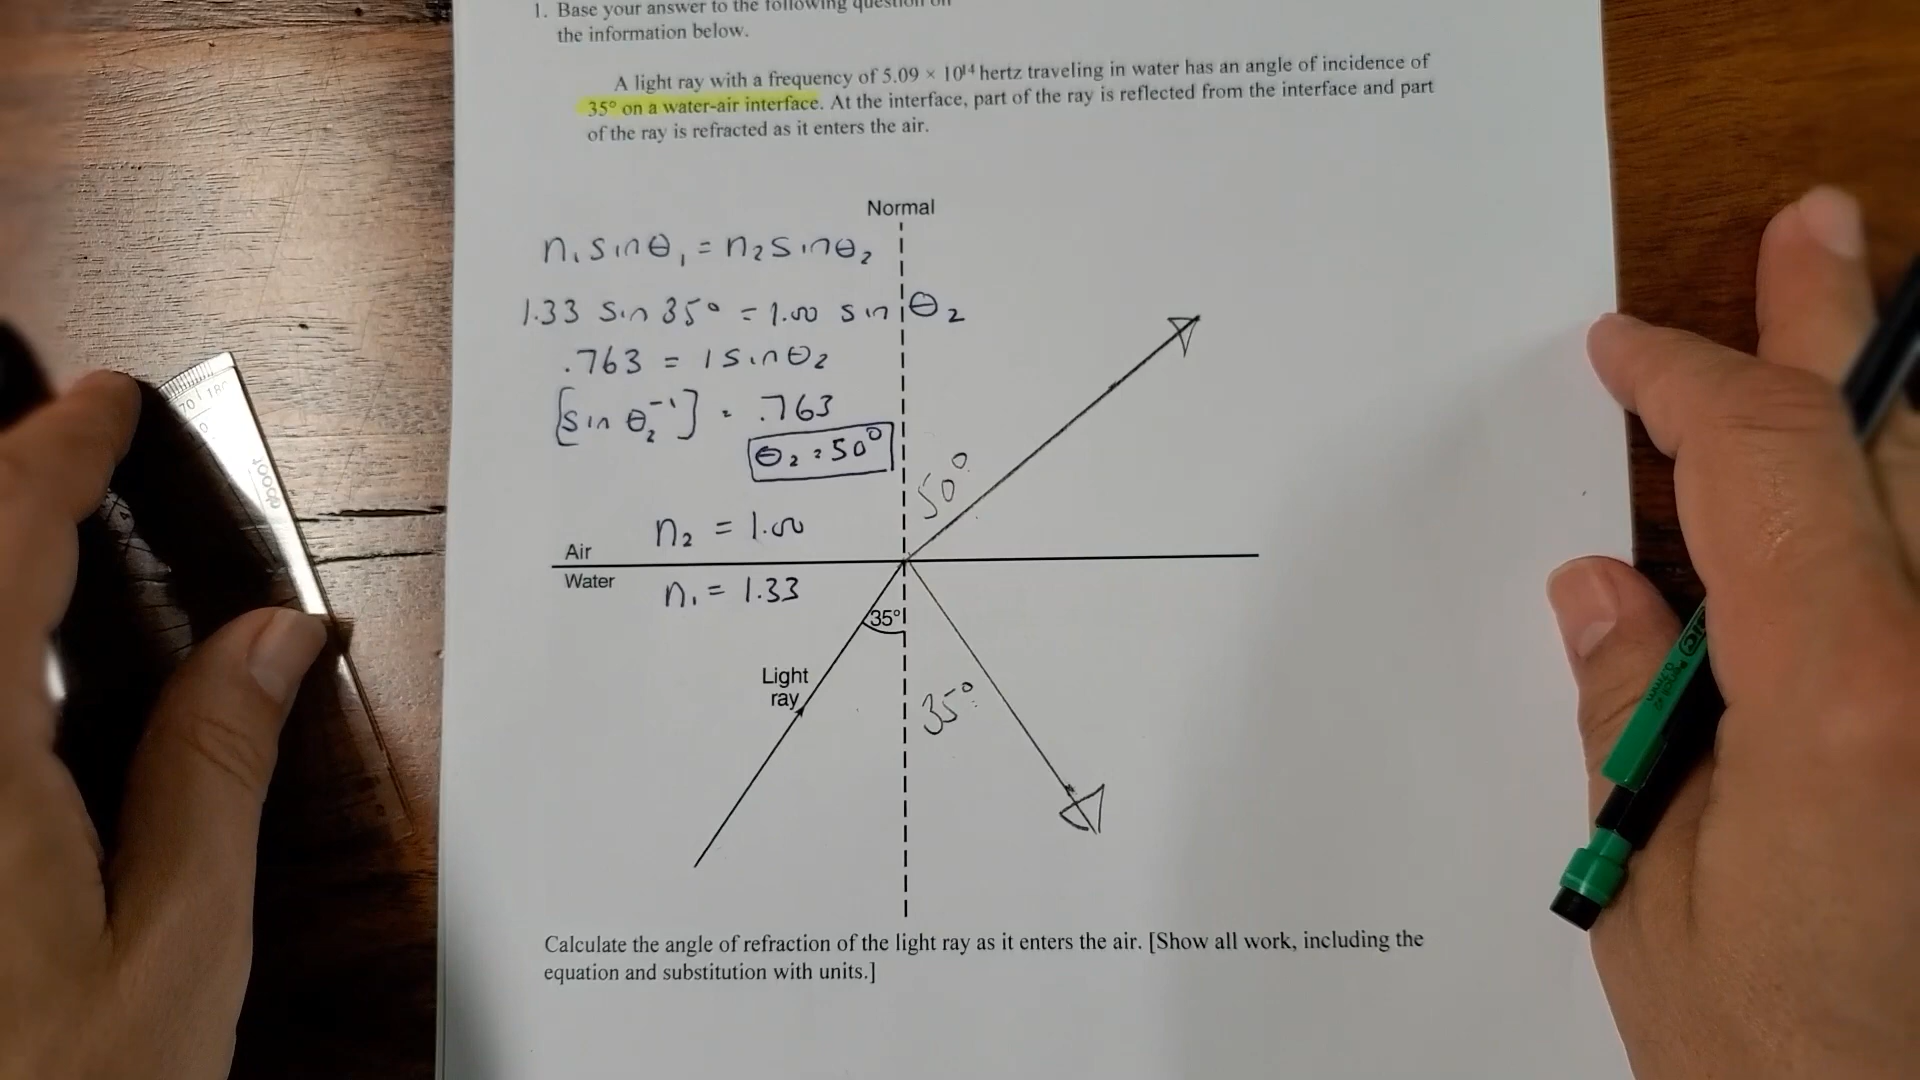 1. Base your answer to the following question on
the information below.
A light ray with a frequency of 5.09 × 10¹⁴ hertz traveling in water has an angle of incidence of
35° on a water-air interface. At the interface, part of the ray is reflected from the interface and part
of the ray is refracted as it enters the air.
Normal
n₁ sinθ₁ = n₂ sinθ₂
1.33 sin 35° = 1.00 sin θ₂
.763 = 1 sinθ₂
[sin θ₂⁻¹] = .763
θ₂ = 50°
50°
n₂ = 1.00
Air
Water
n₁ = 1.33
35°
Light
ray
35°
Calculate the angle of refraction of the light ray as it enters the air. [Show all work, including the
equation and substitution with units.]